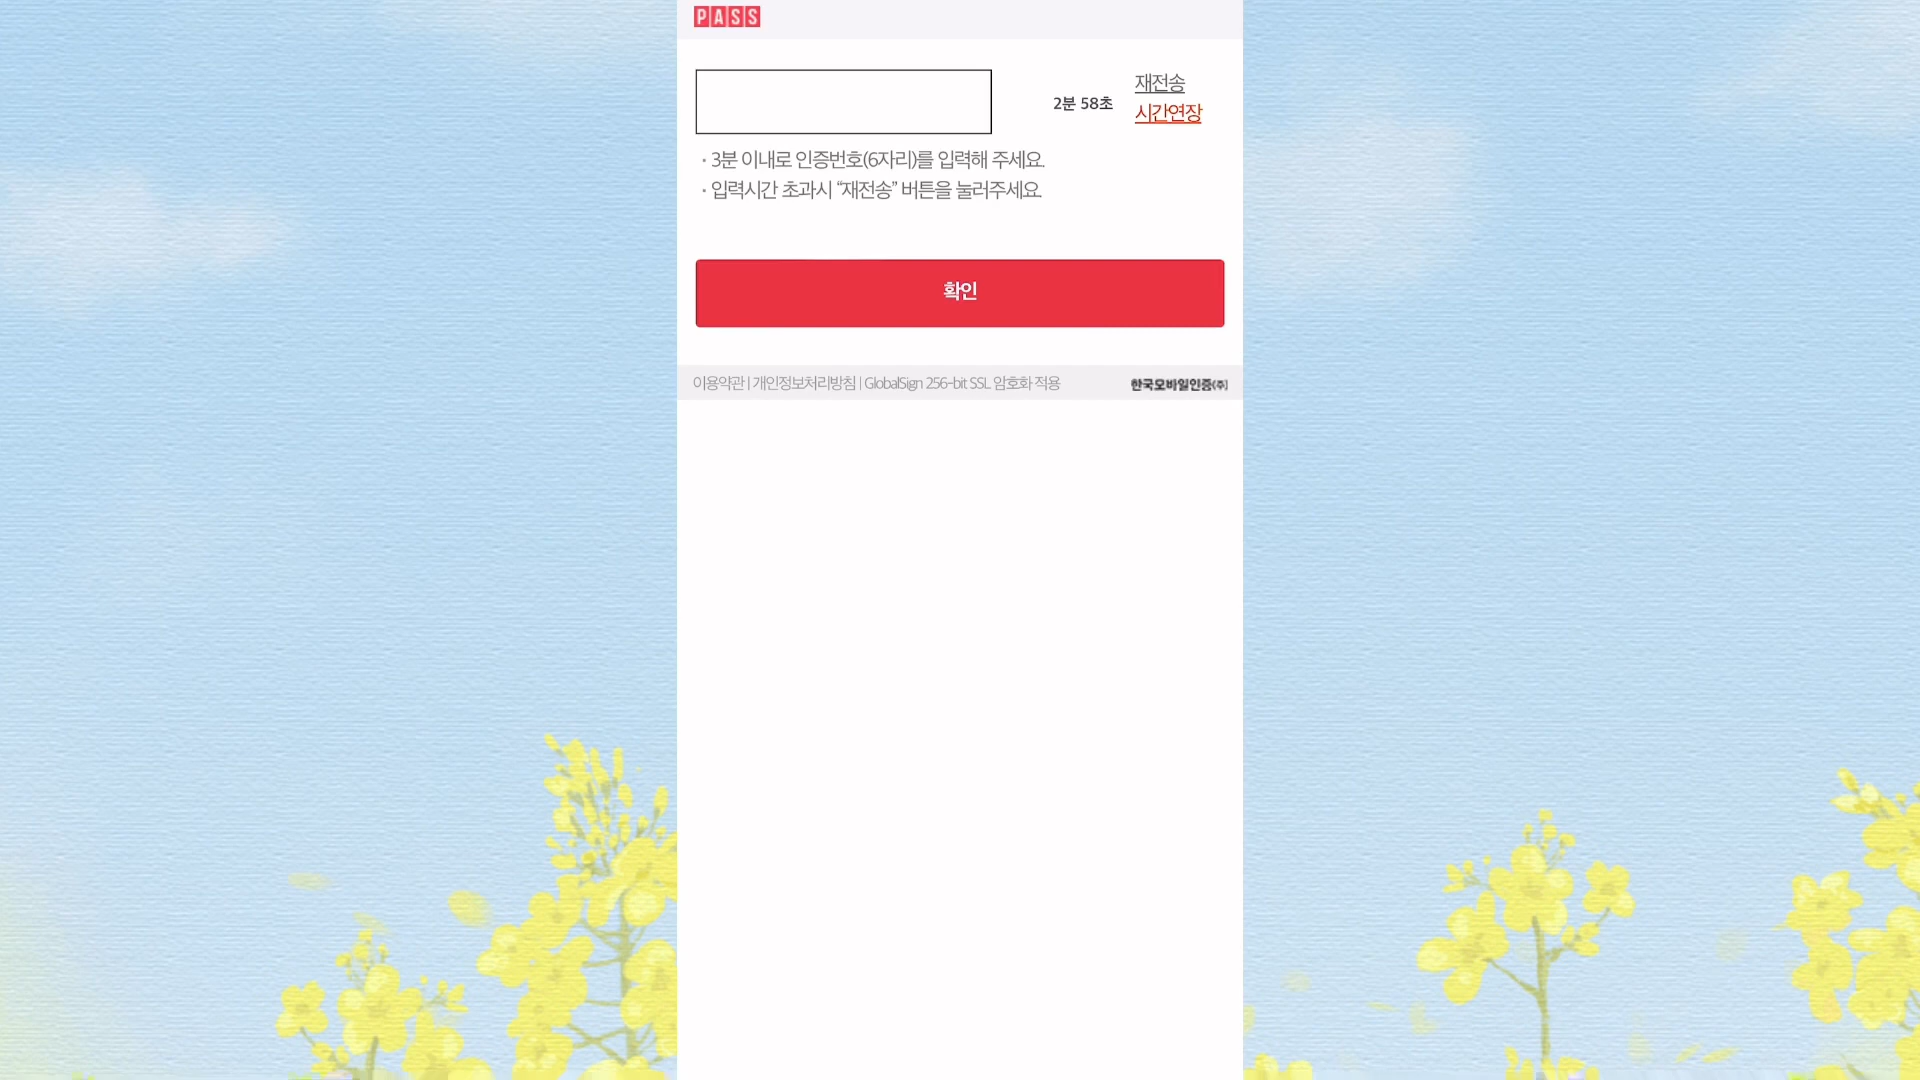 PASS
2분 58초
재전송
시간연장
· 3분 이내로 인증번호(6자리)를 입력해 주세요.
· 입력시간 초과시 “재전송” 버튼을 눌러주세요.
확인
이용약관 | 개인정보처리방침 | GlobalSign 256-bit SSL 암호화 적용
한국모바일인증(주)